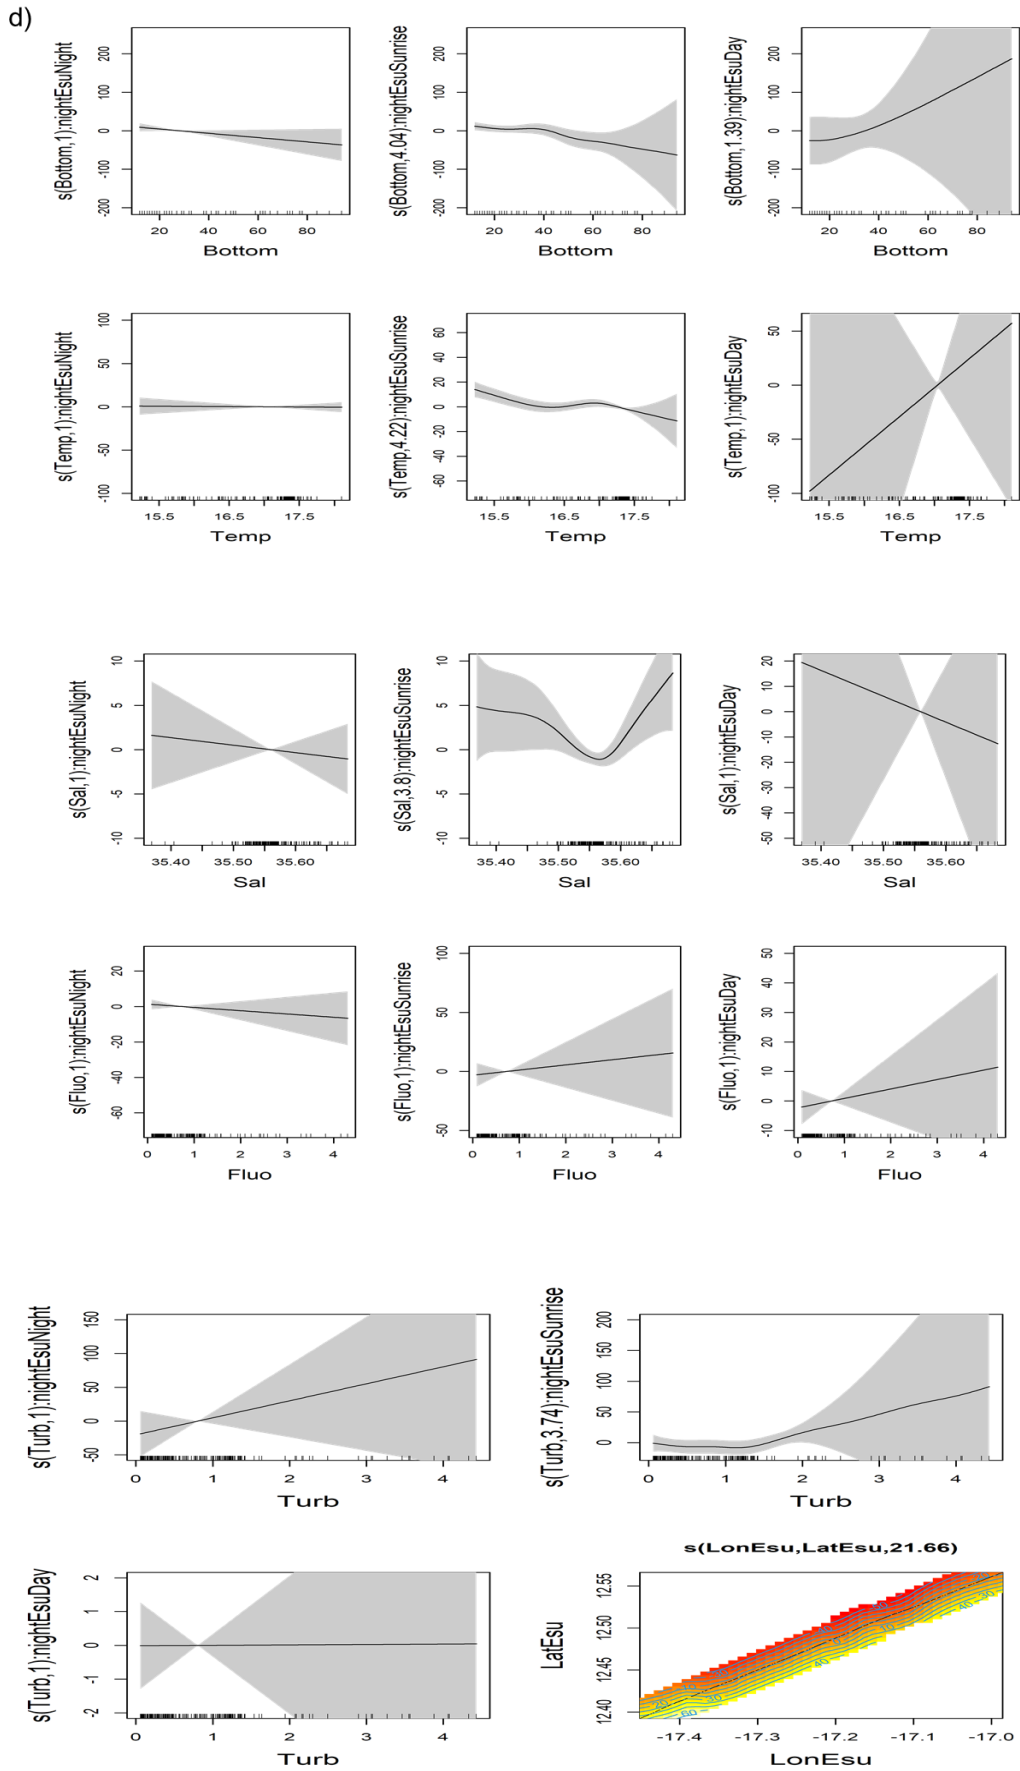 d)
s(Bottom,1):nightEsuNight
200
100
0
-100
-200
20 40 60 80
Bottom
s(Bottom,4.04):nightEsuSunrise
200
100
0
-100
-200
20 40 60 80
Bottom
s(Bottom,1.39):nightEsuDay
200
100
0
-100
-200
20 40 60 80
Bottom
s(Temp,1):nightEsuNight
100
50
0
-50
-100
15.5 16.5 17.5
Temp
s(Temp,4.22):nightEsuSunrise
60
40
20
0
-20
-60
15.5 16.5 17.5
Temp
s(Temp,1):nightEsuDay
50
0
-50
-100
15.5 16.5 17.5
Temp
s(Sal,1):nightEsuNight
10
5
0
-5
-10
35.40 35.50 35.60
Sal
s(Sal,3.8):nightEsuSunrise
10
5
0
-5
-10
35.40 35.50 35.60
Sal
s(Sal,1):nightEsuDay
20
10
0
-10
-20
-30
-40
-50
35.40 35.50 35.60
Sal
s(Fluo,1):nightEsuNight
20
0
-20
-60
0 1 2 3 4
Fluo
s(Fluo,1):nightEsuSunrise
100
50
0
-50
0 1 2 3 4
Fluo
s(Fluo,1):nightEsuDay
50
40
30
20
10
0
-10
0 1 2 3 4
Fluo
s(Turb,1):nightEsuNight
150
100
50
0
-50
0 1 2 3 4
Turb
s(Turb,3.74):nightEsuSunrise
200
150
100
50
0
0 1 2 3 4
Turb
s(Turb,1):nightEsuDay
2
1
0
-1
-2
0 1 2 3 4
Turb
s(LonEsu,LatEsu,21.66)
LatEsu
12.55
12.50
12.45
12.40
-17.4 -17.3 -17.2 -17.1 -17.0
LonEsu